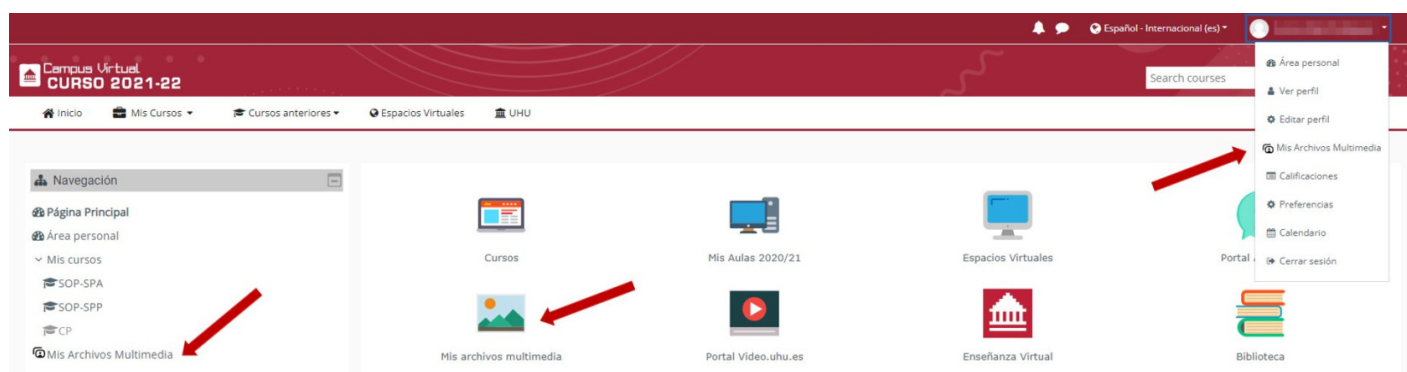 Español - Internacional (es)
Campus Virtual
CURSO 2021-22
Search courses
Inicio
Mis Cursos
Cursos anteriores
Espacios Virtuales
UHU
Área personal
Ver perfil
Editar perfil
Mis Archivos Multimedia
Calificaciones
Preferencias
Calendario
Cerrar sesión
Navegación
Página Principal
Área personal
Mis cursos
SOP-SPA
SOP-SPP
CP
Mis Archivos Multimedia
Cursos
Mis Aulas 2020/21
Espacios Virtuales
Portal
Mis archivos multimedia
Portal Video.uhu.es
Enseñanza Virtual
Biblioteca